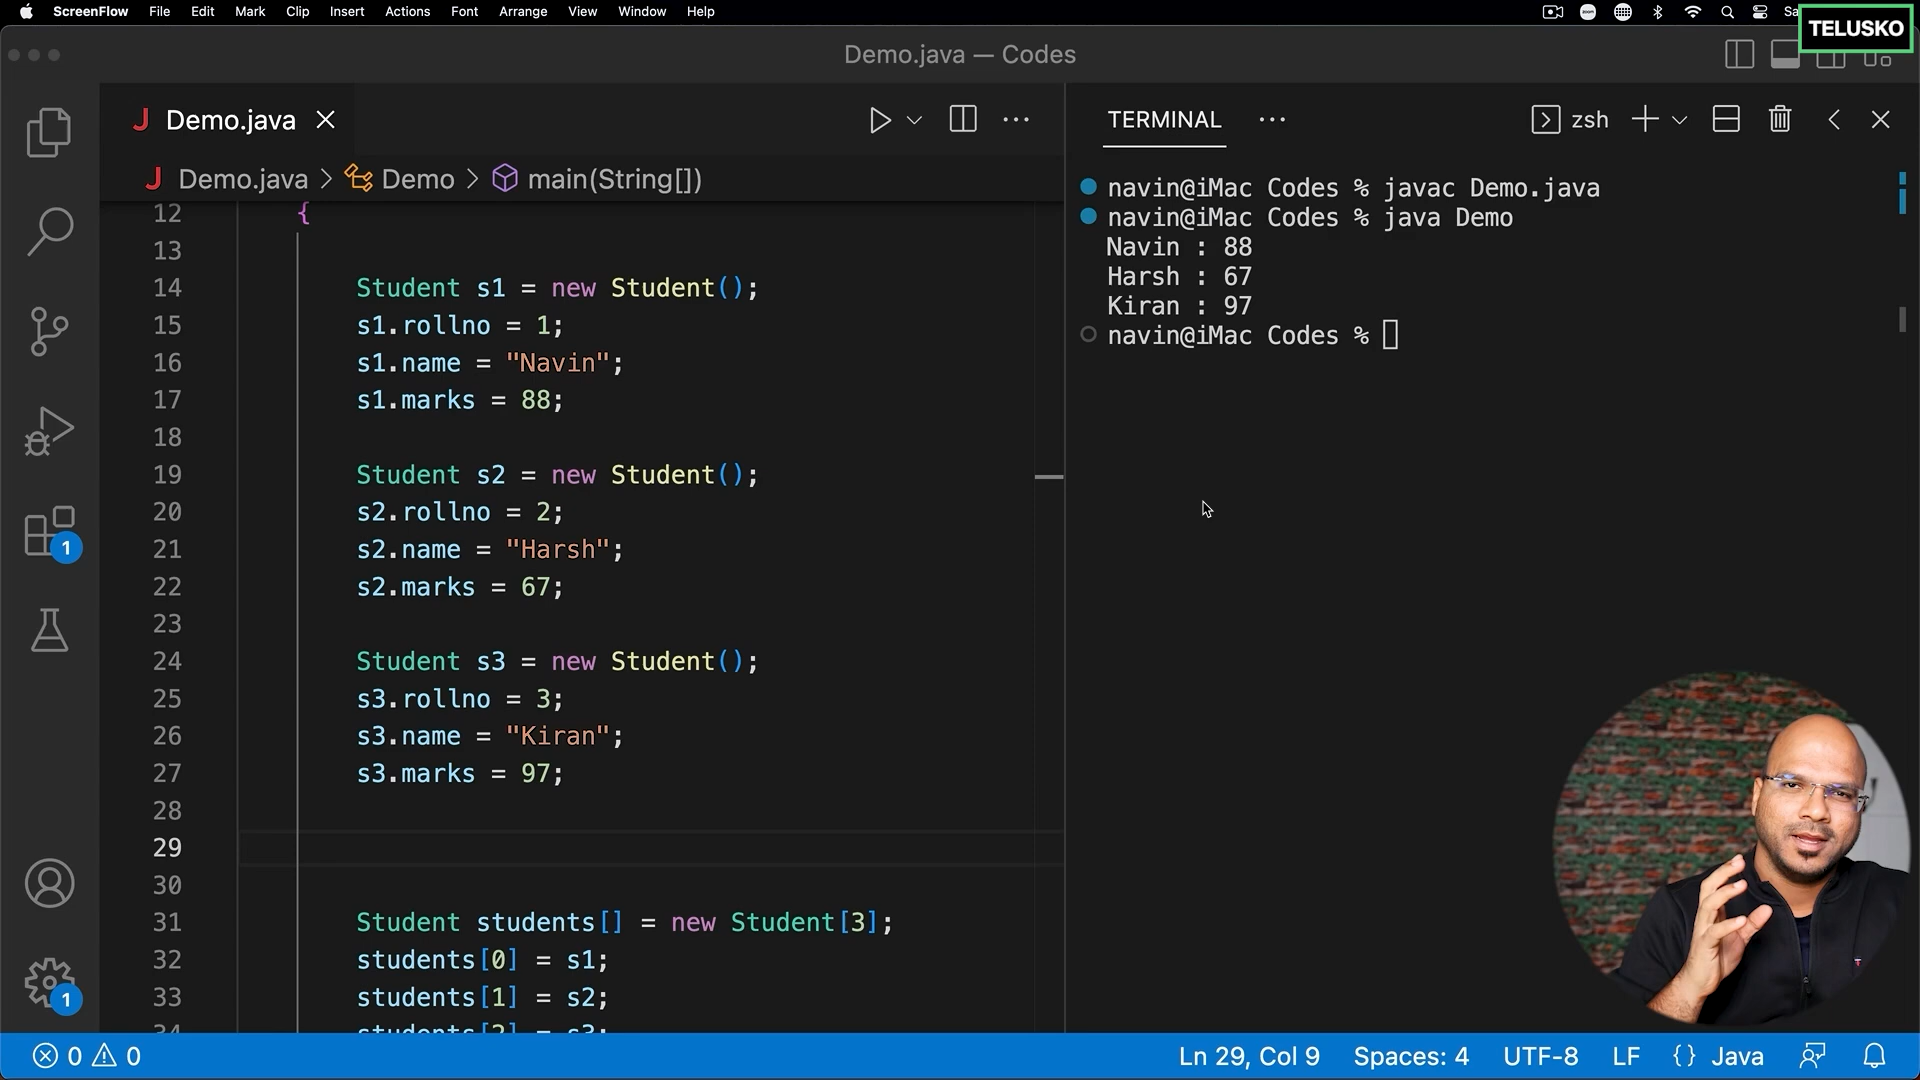 ScreenFlow File Edit Mark Clip Insert Actions Font Arrange View Window Help
TELUSKO
Demo.java — Codes
Demo.java
TERMINAL
zsh
Demo.java > Demo > main(String[])
12 {
13
14 Student s1 = new Student();
15 s1.rollno = 1;
16 s1.name = "Navin";
17 s1.marks = 88;
18
19 Student s2 = new Student();
20 s2.rollno = 2;
21 s2.name = "Harsh";
22 s2.marks = 67;
23
24 Student s3 = new Student();
25 s3.rollno = 3;
26 s3.name = "Kiran";
27 s3.marks = 97;
28
29
30
31 Student students[] = new Student[3];
32 students[0] = s1;
33 students[1] = s2;
34 students[2] = s3;
navin@iMac Codes % javac Demo.java
navin@iMac Codes % java Demo
Navin : 88
Harsh : 67
Kiran : 97
navin@iMac Codes %
1
1
0 0
Ln 29, Col 9 Spaces: 4 UTF-8 LF {} Java